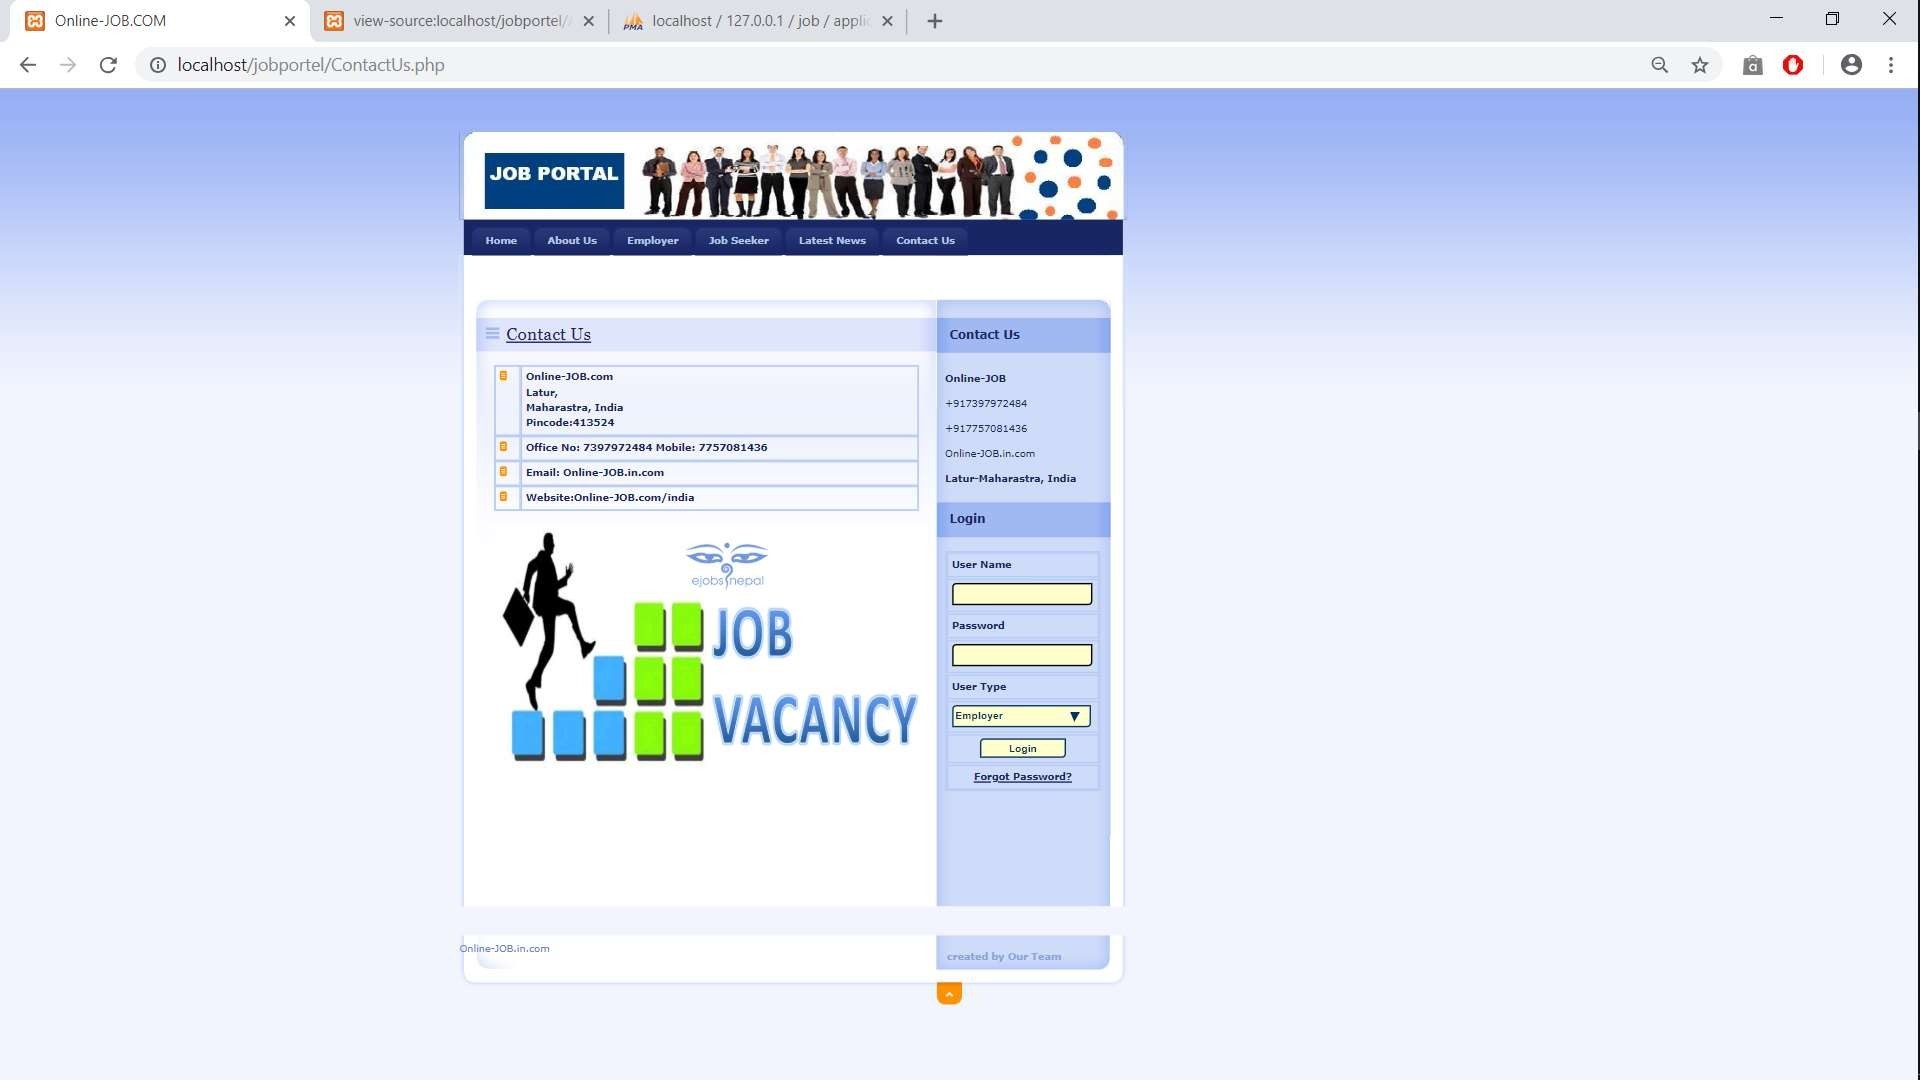 Online-JOB.COM
view-source:localhost/jobportel/
localhost / 127.0.0.1 / job / applic
localhost/jobportel/ContactUs.php
JOB PORTAL
Home
About Us
Employer
Job Seeker
Latest News
Contact Us
Contact Us
Online-JOB.com
Latur,
Maharastra, India
Pincode:413524
Office No: 7397972484 Mobile: 7757081436
Email: Online-JOB.in.com
Website:Online-JOB.com/india
ejobs nepal
JOB
VACANCY
Contact Us
Online-JOB
+917397972484
+917757081436
Online-JOB.in.com
Latur-Maharastra, India
Login
User Name
Password
User Type
Employer
Login
Forgot Password?
Online-JOB.in.com
created by Our Team